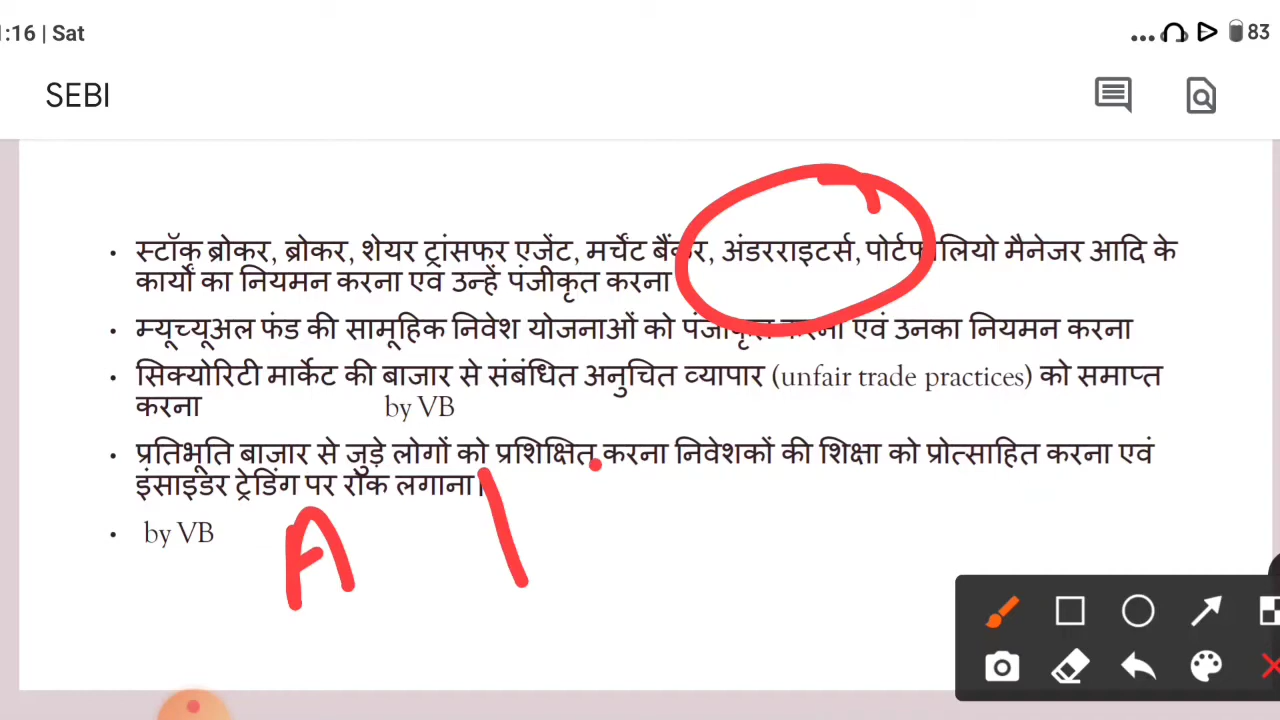 1:16 | Sat
83
SEBI
• स्टॉक ब्रोकर, ब्रोकर, शेयर ट्रांसफर एजेंट, मर्चेंट बैंकर, अंडरराइटर्स, पोर्टफोलियो मैनेजर आदि के
कार्यों का नियमन करना एवं उन्हें पंजीकृत करना
• म्यूच्यूअल फंड की सामूहिक निवेश योजनाओं को पंजीकृत करना एवं उनका नियमन करना
• सिक्योरिटी मार्केट की बाजार से संबंधित अनुचित व्यापार (unfair trade practices) को समाप्त
करना by VB
• प्रतिभूति बाजार से जुड़े लोगों को प्रशिक्षित करना निवेशकों की शिक्षा को प्रोत्साहित करना एवं
इंसाइडर ट्रेडिंग पर रोक लगाना।
• by VB
A